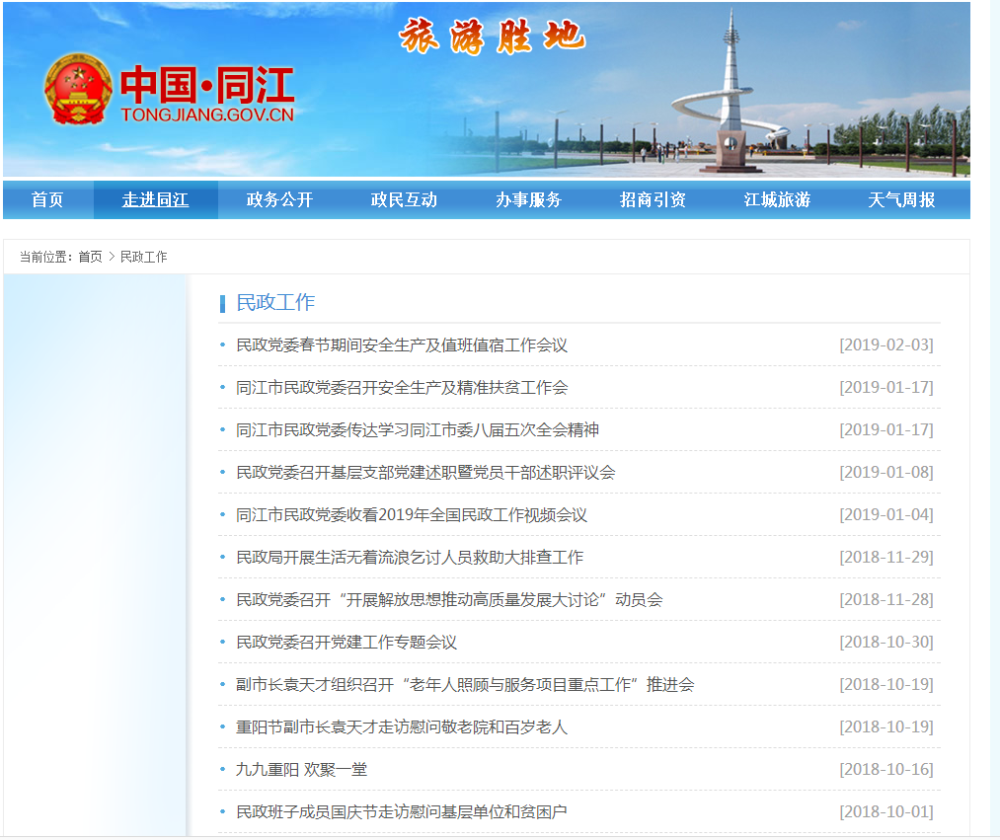 旅游胜地
中国·同江
TONGJIANG.GOV.CN
首页 走进同江 政务公开 政民互动 办事服务 招商引资 江城旅游 天气周报
当前位置：首页 > 民政工作
民政工作
民政党委春节期间安全生产及值班值宿工作会议 [2019-02-03]
同江市民政党委召开安全生产及精准扶贫工作会 [2019-01-17]
同江市民政党委传达学习同江市委八届五次全会精神 [2019-01-17]
民政党委召开基层支部党建述职暨党员干部述职评议会 [2019-01-08]
同江市民政党委收看2019年全国民政工作视频会议 [2019-01-04]
民政局开展生活无着流浪乞讨人员救助大排查工作 [2018-11-29]
民政党委召开“开展解放思想推动高质量发展大讨论”动员会 [2018-11-28]
民政党委召开党建工作专题会议 [2018-10-30]
副市长袁天才组织召开“老年人照顾与服务项目重点工作”推进会 [2018-10-19]
重阳节副市长袁天才走访慰问敬老院和百岁老人 [2018-10-19]
九九重阳 欢聚一堂 [2018-10-16]
民政班子成员国庆节走访慰问基层单位和贫困户 [2018-10-01]